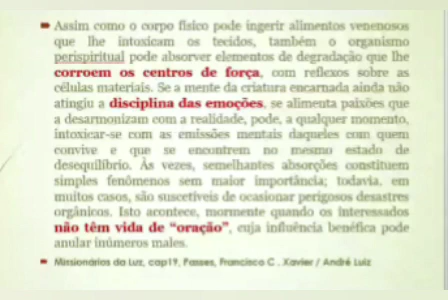 Assim como o corpo físico pode ingerir alimentos venenosos
que lhe intoxicam os tecidos, também o organismo
perispiritual pode absorver elementos de degradação que lhe
corroem os centros de força, com reflexos sobre as
células materiais. Se a mente da criatura encarnada ainda não
atingiu a disciplina das emoções, se alimenta paixões que
a desarmonizam com a realidade, pode, a qualquer momento,
intoxicar-se com as emissões mentais daqueles com quem
convive e que se encontrem no mesmo estado de
desequilíbrio. Às vezes, semelhantes absorções constituem
simples fenômenos sem maior importância; todavia, em
muitos casos, são suscetíveis de ocasionar perigosos desastres
orgânicos. Isto acontece, mormente quando os interessados
não têm vida de “oração”, cuja influência benéfica pode
anular inúmeros males.
Missionários da Luz, cap19, Passes, Francisco C . Xavier / André Luiz